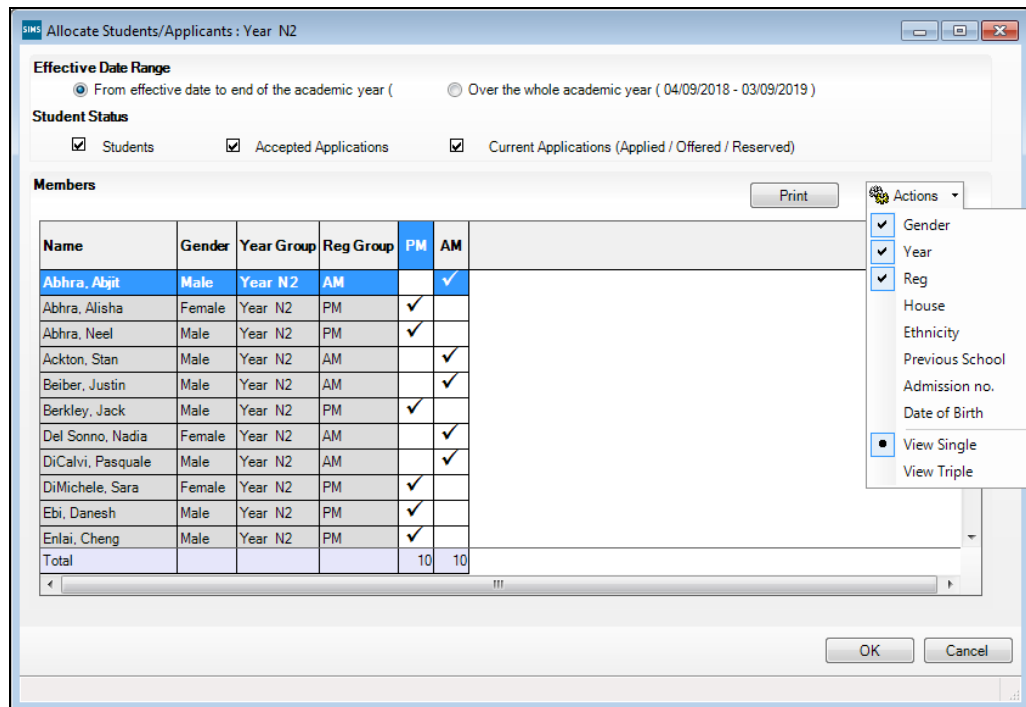 SIMS Allocate Students/Applicants : Year N2
Effective Date Range
From effective date to end of the academic year ( Over the whole academic year ( 04/09/2018 - 03/09/2019 )
Student Status
Students Accepted Applications Current Applications (Applied / Offered / Reserved)
Members
Print Actions
Gender
Year
Reg
House
Ethnicity
Previous School
Admission no.
Date of Birth
View Single
View Triple
Name Gender Year Group Reg Group PM AM
Abhra, Abjit Male Year N2 AM
Abhra, Alisha Female Year N2 PM
Abhra, Neel Male Year N2 PM
Ackton, Stan Male Year N2 AM
Beiber, Justin Male Year N2 AM
Berkley, Jack Male Year N2 PM
Del Sonno, Nadia Female Year N2 AM
DiCalvi, Pasquale Male Year N2 AM
DiMichele, Sara Female Year N2 PM
Ebi, Danesh Male Year N2 PM
Enlai, Cheng Male Year N2 PM
Total 10 10
OK Cancel